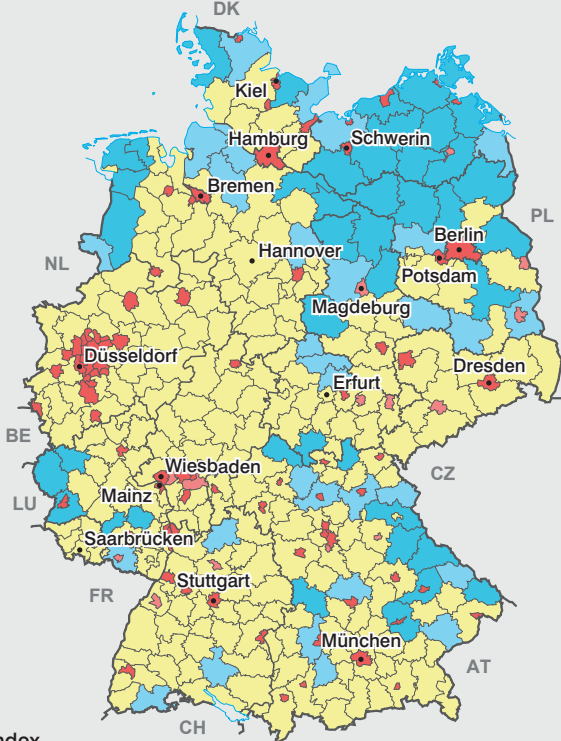 DK
Kiel
Hamburg
Schwerin
Bremen
PL
Berlin
Hannover
NL
Potsdam
Magdeburg
Düsseldorf
Dresden
Erfurt
BE
Wiesbaden
CZ
LU
Mainz
Saarbrücken
Stuttgart
FR
München
AT
CH